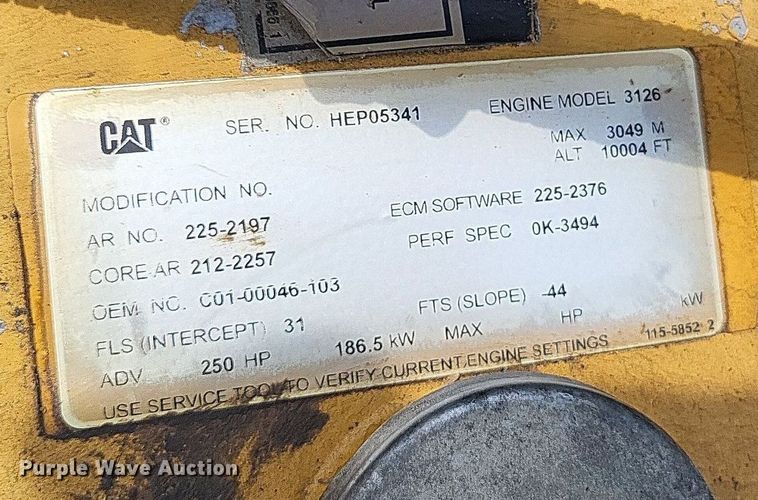 CAT ® SER. NO. HEP05341 ENGINE MODEL 3126
MAX 3049 M
ALT 10004 FT
MODIFICATION NO.
ECM SOFTWARE 225-2376
AR NO. 225-2197
PERF SPEC 0K-3494
CORE AR 212-2257
OEM NO. C01-00046-103
FLS (INTERCEPT) 31 FTS (SLOPE) -44
ADV 250 HP 186.5 KW MAX HP KW
USE SERVICE TOOL TO VERIFY CURRENT ENGINE SETTINGS 115-5852 2
Purple Wave Auction